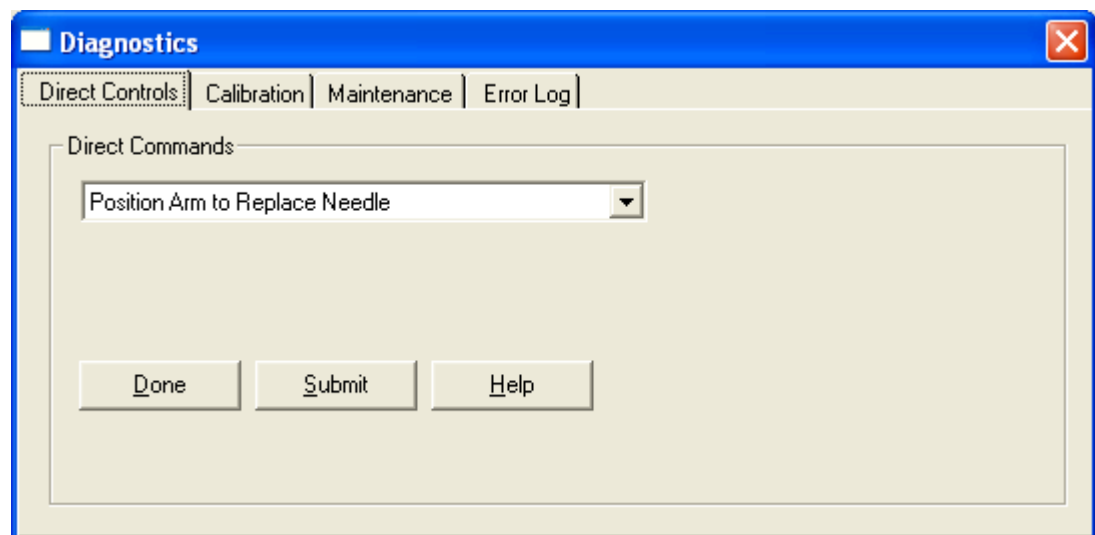 Diagnostics
Direct Controls Calibration Maintenance Error Log
Direct Commands
Position Arm to Replace Needle
Done Submit Help